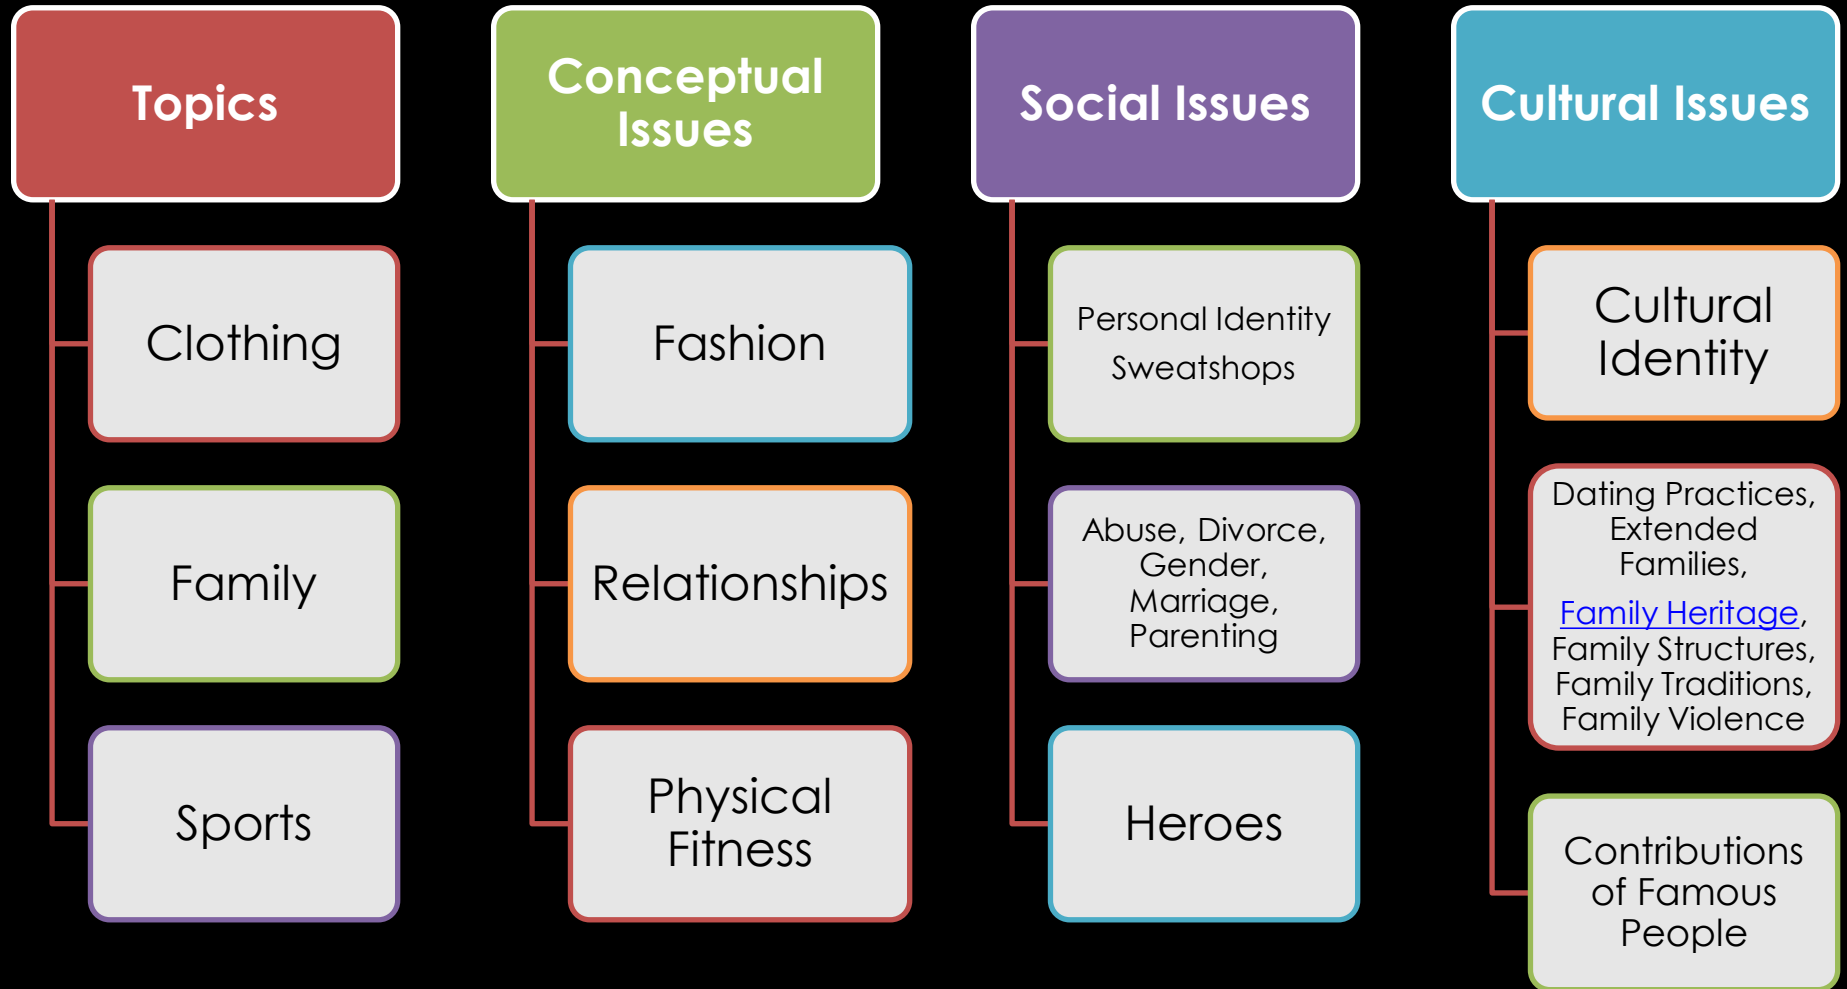 Topics
Clothing
Family
Sports
Conceptual
Issues
Fashion
Relationships
Physical
Fitness
Social Issues
Personal Identity
Sweatshops
Abuse, Divorce,
Gender,
Marriage,
Parenting
Heroes
Cultural Issues
Cultural
Identity
Dating Practices,
Extended
Families,
Family Heritage,
Family Structures,
Family Traditions,
Family Violence
Contributions
of Famous
People